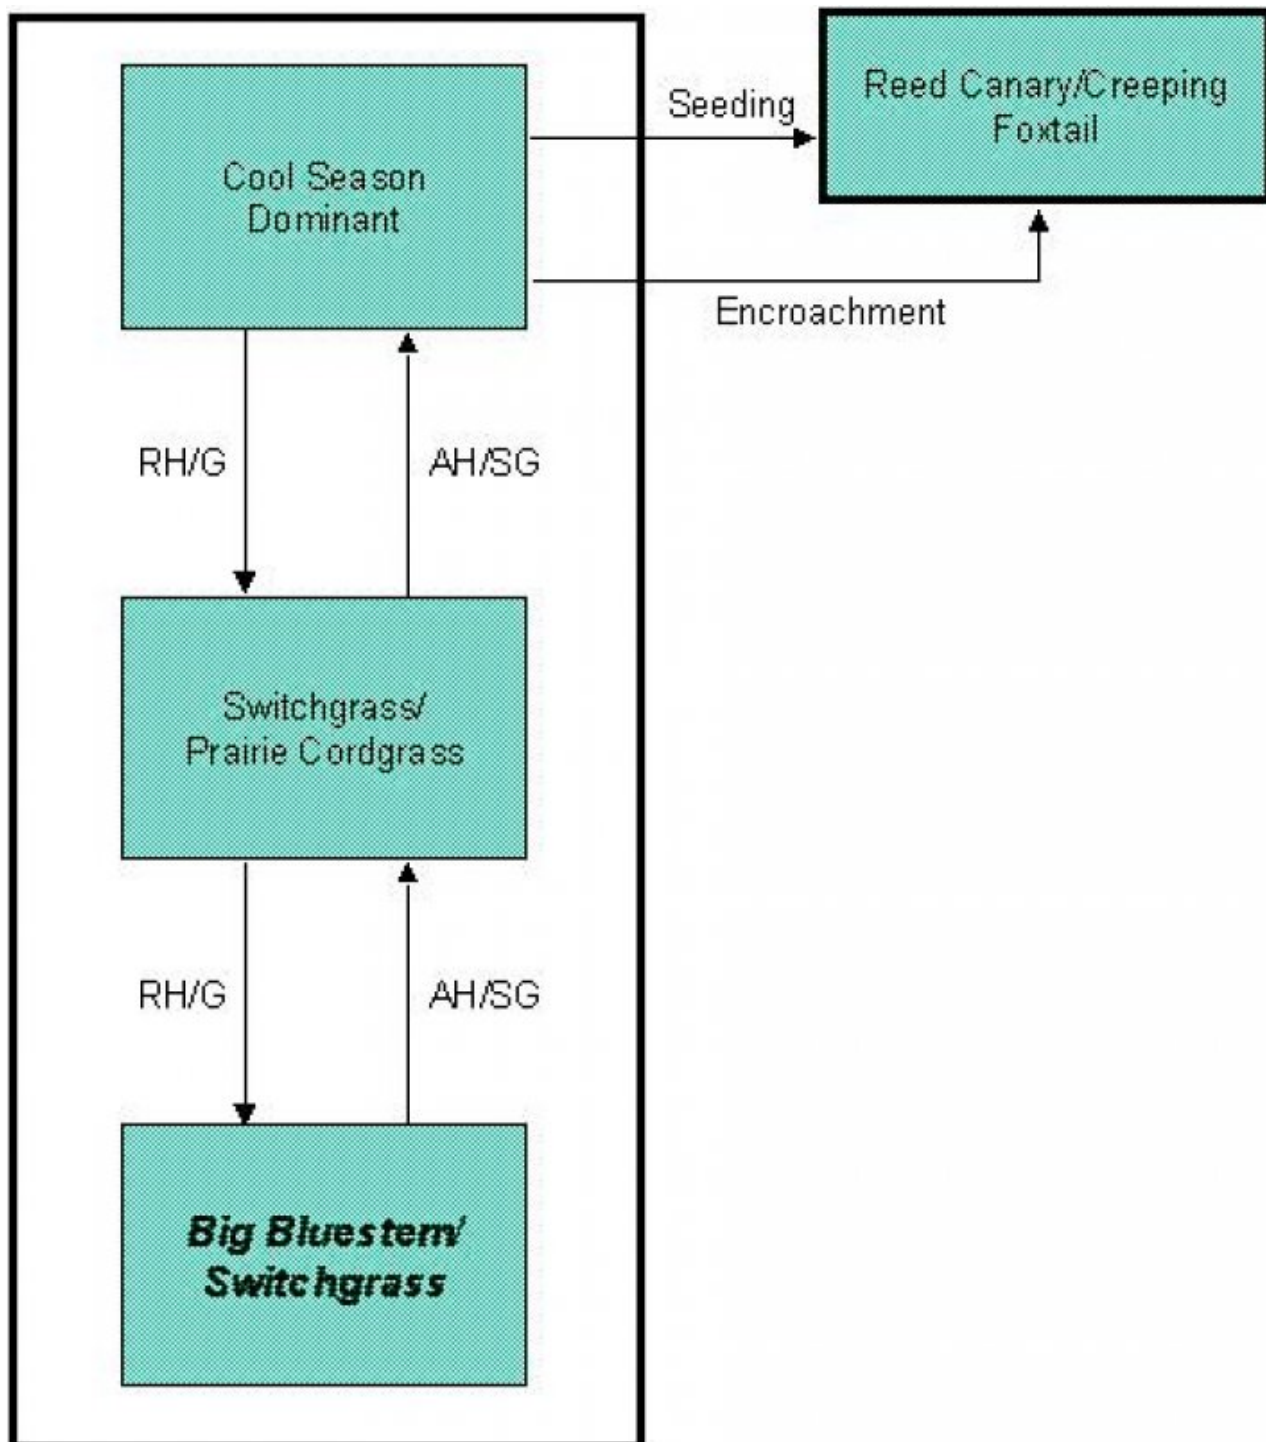 Reed Canary/Creeping
Foxtail
Seeding
Cool Season
Dominant
Encroachment
RH/G
AH/SG
Switchgrass/
Prairie Cordgrass
RH/G
AH/SG
Big Bluestem/
Switchgrass